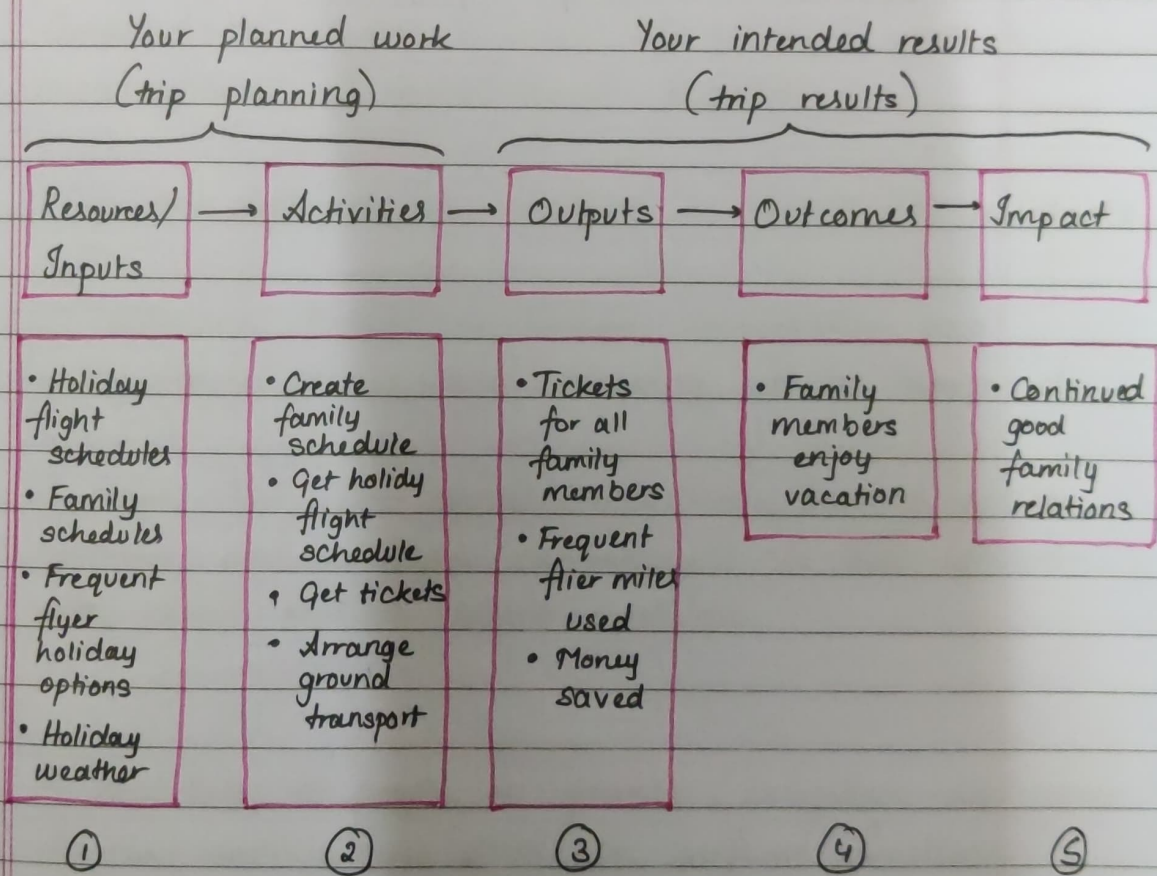 Your planned work
(trip planning)
Your intended results
(trip results)
Resources/
Inputs
Activities
Outputs
Outcomes
Impact
• Holiday
flight
schedules
• Family
schedules
• Frequent
flyer
holiday
options
• Holiday
weather
• Create
family
schedule
• Get holidy
flight
schedule
• Get tickets
• Arrange
ground
transport
• Tickets
for all
family
members
• Frequent
flier miles
used
• Money
saved
• Family
members
enjoy
vacation
• Continued
good
family
relations
1
2
3
4
5